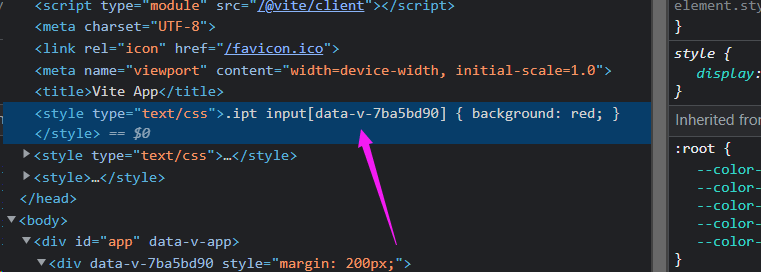 <script type="module" src="/@vite/client"></script>
element.sty
<meta charset="UTF-8">
}
<link rel="icon" href="/favicon.ico">
style {
<meta name="viewport" content="width=device-width, initial-scale=1.0">
display:
<title>Vite App</title>
}
<style type="text/css">.ipt input[data-v-7ba5bd90] { background: red; }
</style> == $0
Inherited from
<style type="text/css">…</style>
:root {
<style>…</style>
--color-
</head>
--color-
<body>
--color-
<div id="app" data-v-app>
--color-
<div data-v-7ba5bd90 style="margin: 200px;">
--color-
}